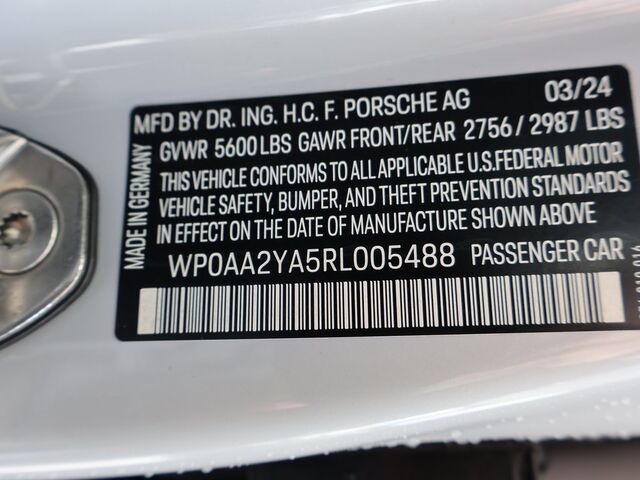 MFD BY DR. ING. H.C. F. PORSCHE AG 03/24
GVWR 5600 LBS GAWR FRONT/REAR 2756 / 2987 LBS
THIS VEHICLE CONFORMS TO ALL APPLICABLE U.S.FEDERAL MOTOR
VEHICLE SAFETY, BUMPER, AND THEFT PREVENTION STANDARDS
IN EFFECT ON THE DATE OF MANUFACTURE SHOWN ABOVE
WP0AA2YA5RL005488 PASSENGER CAR
MADE IN GERMANY